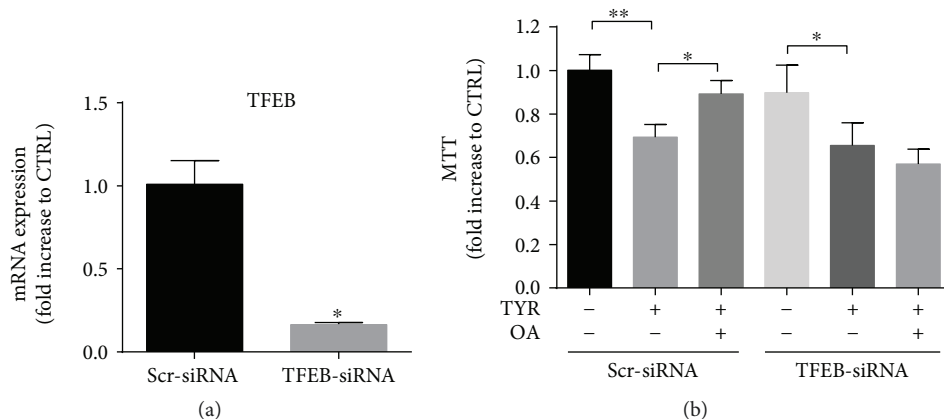 TFEB
mRNA expression
(fold increase to CTRL)
1.5
1.0
0.5
0.0
*
Scr-siRNA TFEB-siRNA
(a)
MTT
(fold increase to CTRL)
1.2
1.0
0.8
0.6
0.4
0.2
0.0
** * *
TYR − + + − + +
OA − − + − − +
Scr-siRNA TFEB-siRNA
(b)